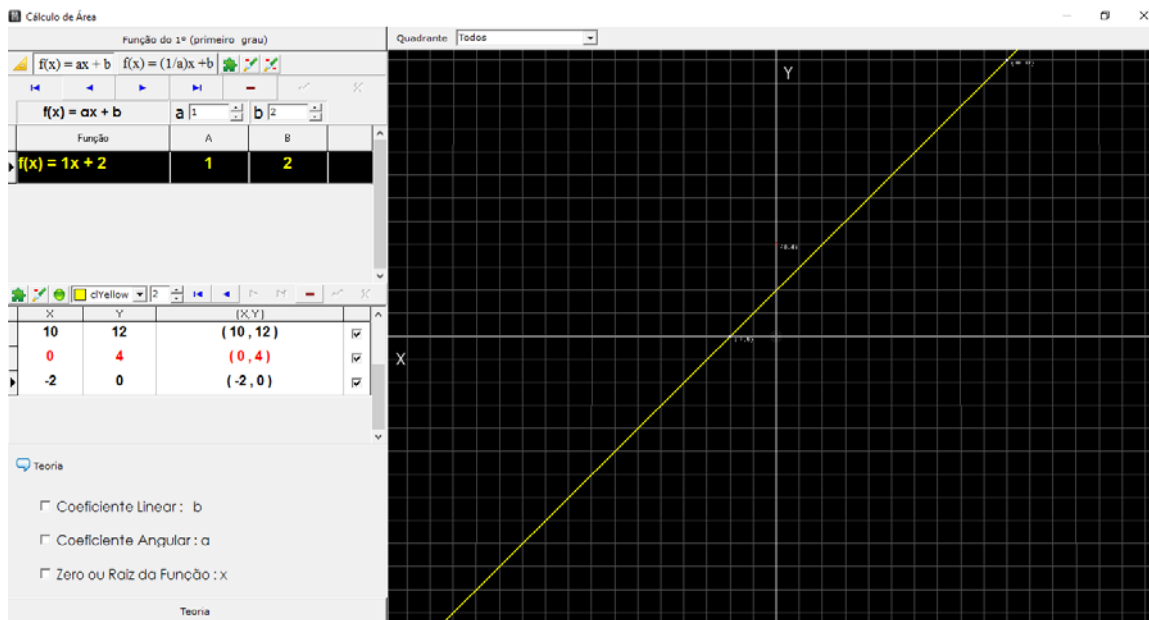 Cálculo de Área
Função do 1º (primeiro grau)
Quadrante Todos
f(x) = ax + b f(x) = (1/a)x +b
f(x) = ax + b a 1 b 2
Função A B
f(x) = 1x + 2 1 2
clYellow 2
X Y (X,Y)
10 12 ( 10 , 12 )
0 4 ( 0 , 4 )
-2 0 ( -2 , 0 )
Teoria
Coeficiente Linear : b
Coeficiente Angular : a
Zero ou Raiz da Função : x
Teoria
Y
(0,4)
X